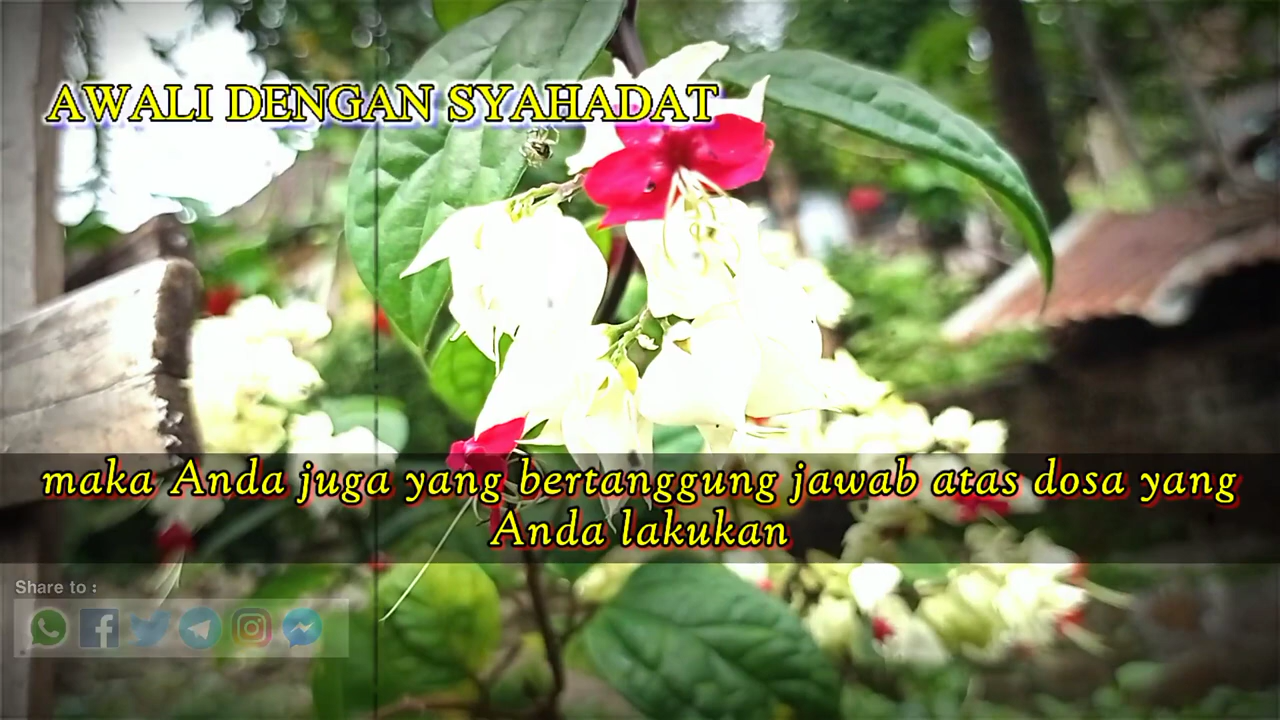 AWALI DENGAN SYAHADAT
maka Anda juga yang bertanggung jawab atas dosa yang
Anda lakukan
Share to :